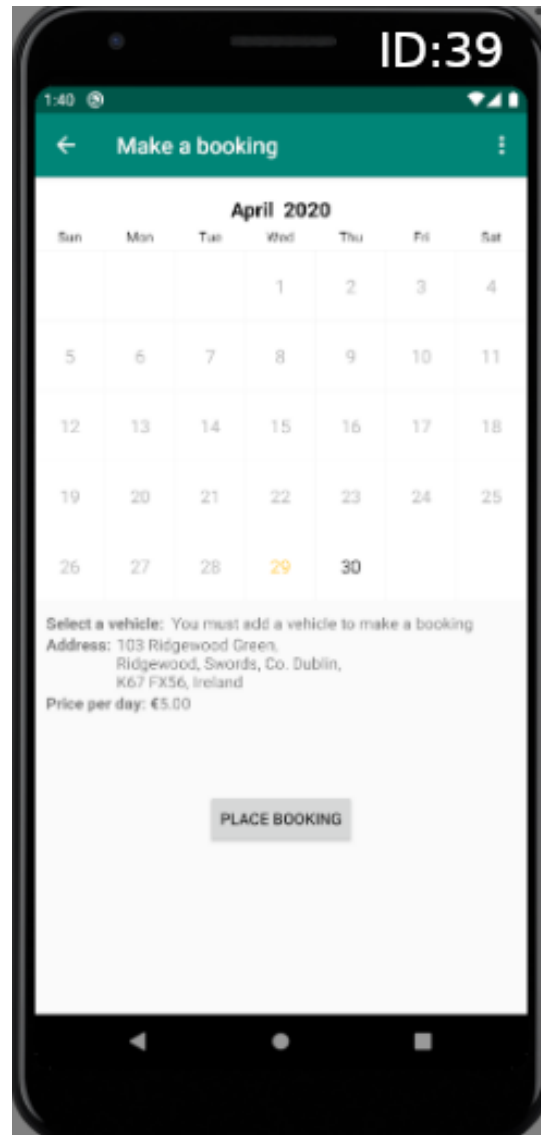 ID:39
1:40
Make a booking
April 2020
Sun Mon Tue Wed Thu Fri Sat
1 2 3 4
5 6 7 8 9 10 11
12 13 14 15 16 17 18
19 20 21 22 23 24 25
26 27 28 29 30
Select a vehicle: You must add a vehicle to make a booking
Address: 103 Ridgewood Green,
Ridgewood, Swords, Co. Dublin,
K67 FX56, Ireland
Price per day: €5.00
PLACE BOOKING